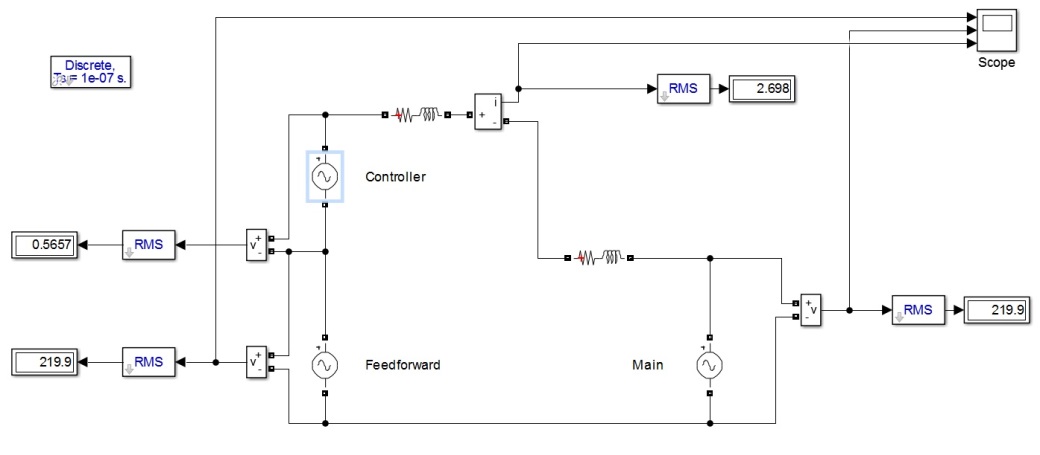 Scope
Discrete,
Ts = 1e-07 s.
RMS
2.698
i
+
-
Controller
0.5657
RMS
v
+
-
+
v
-
RMS
219.9
219.9
RMS
v
+
-
Feedforward
Main